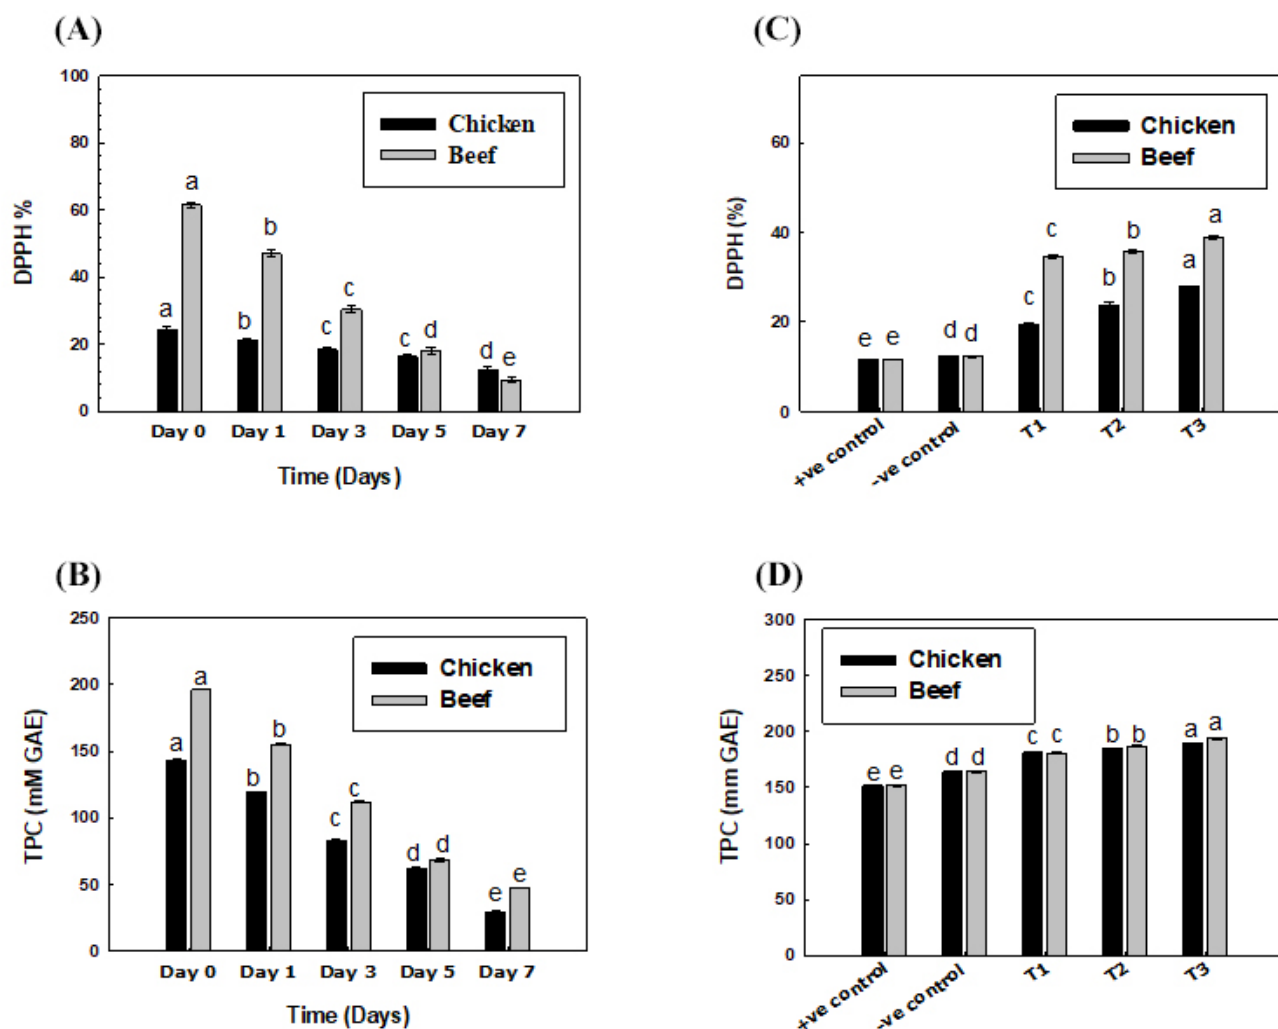 (A)
100
80
60
40
20
0
DPPH %
Chicken
Beef
a
a
b
b
c
c
c
d
d
e
Day 0 Day 1 Day 3 Day 5 Day 7
Time (Days)
(C)
60
40
20
0
DPPH (%)
Chicken
Beef
e e
d d
c
c
b
b
a
a
+ve control -ve control T1 T2 T3
(B)
250
200
150
100
50
0
TPC (mM GAE)
Chicken
Beef
a
a
b
b
c
c
d d
e e
Day 0 Day 1 Day 3 Day 5 Day 7
Time (Days)
(D)
300
250
200
150
100
50
0
TPC (mm GAE)
Chicken
Beef
e e
d d
c c
b b
a a
+ve control -ve control T1 T2 T3